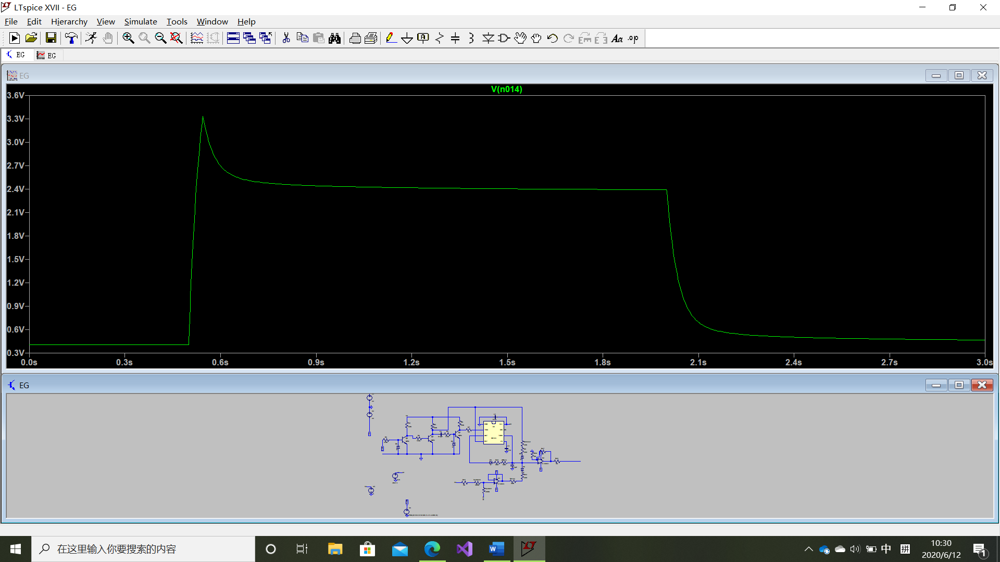 LTspice XVII - EG
File Edit Hierarchy View Simulate Tools Window Help
EG EG
EG
V(n014)
3.6V
3.3V
3.0V
2.7V
2.4V
2.1V
1.8V
1.5V
1.2V
0.9V
0.6V
0.3V
0.0s 0.3s 0.6s 0.9s 1.2s 1.5s 1.8s 2.1s 2.4s 2.7s 3.0s
EG
在这里输入你要搜索的内容
中 拼
10:30
2020/6/12
1